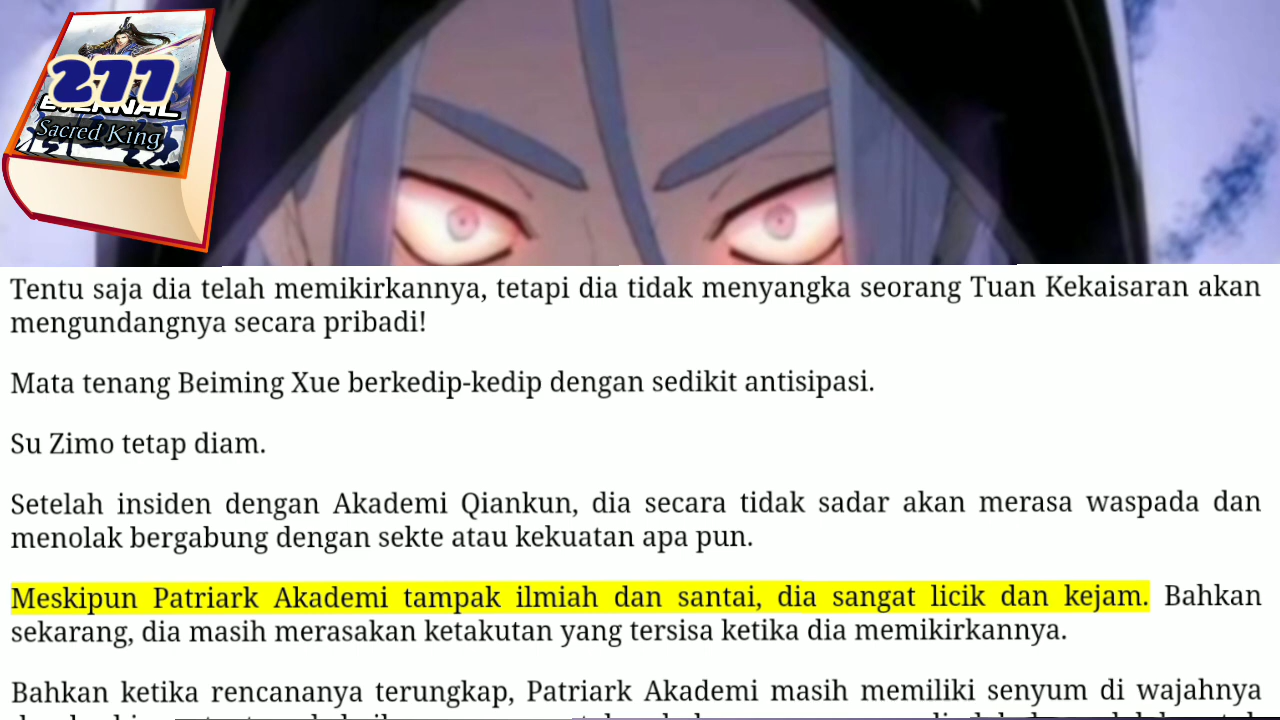 277
ETERNAL
Sacred King
Tentu saja dia telah memikirkannya, tetapi dia tidak menyangka seorang Tuan Kekaisaran akan
mengundangnya secara pribadi!
Mata tenang Beiming Xue berkedip-kedip dengan sedikit antisipasi.
Su Zimo tetap diam.
Setelah insiden dengan Akademi Qiankun, dia secara tidak sadar akan merasa waspada dan
menolak bergabung dengan sekte atau kekuatan apa pun.
Meskipun Patriark Akademi tampak ilmiah dan santai, dia sangat licik dan kejam. Bahkan
sekarang, dia masih merasakan ketakutan yang tersisa ketika dia memikirkannya.
Bahkan ketika rencananya terungkap, Patriark Akademi masih memiliki senyum di wajahnya